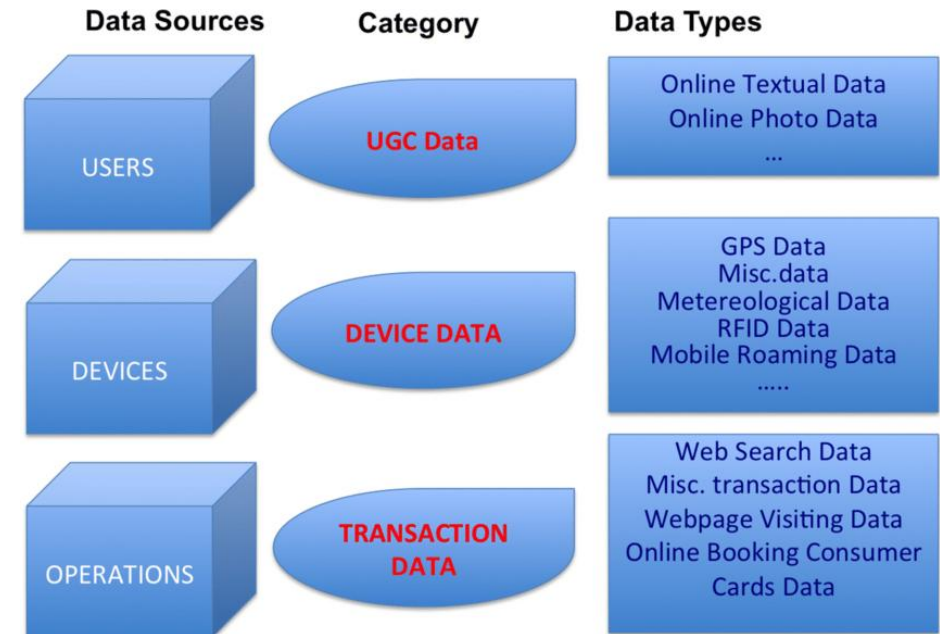 Data Sources
Category
Data Types
USERS
UGC Data
Online Textual Data
Online Photo Data
...
DEVICES
DEVICE DATA
GPS Data
Misc.data
Metereological Data
RFID Data
Mobile Roaming Data
.....
OPERATIONS
TRANSACTION
DATA
Web Search Data
Misc. transaction Data
Webpage Visiting Data
Online Booking Consumer
Cards Data